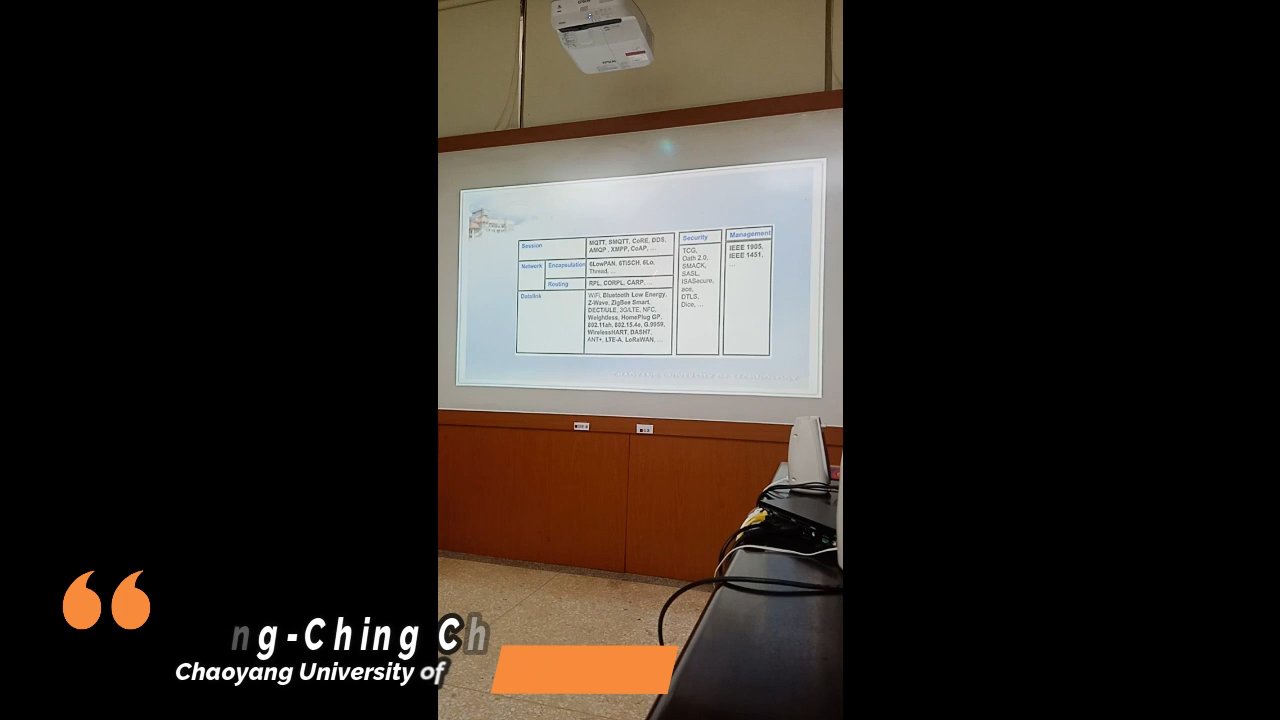 EPSON
Session
MQTT, SMQTT, CoRE, DDS,
AMQP , XMPP, CoAP, ...
Network
Encapsulation
6LowPAN, 6TiSCH, 6Lo,
Thread, ...
Routing
RPL, CORPL, CARP, ...
Datalink
WiFi, Bluetooth Low Energy,
Z-Wave, ZigBee Smart,
DECT/ULE, 3G/LTE, NFC,
Weightless, HomePlug GP,
802.11ah, 802.15.4e, G.9959,
WirelessHART, DASH7,
ANT+, LTE-A, LoRaWAN, ...
Security
TCG,
Oath 2.0,
SMACK,
SASL,
ISASecure,
ace,
DTLS,
Dice, ...
Management
IEEE 1905,
IEEE 1451,
...
ng-Ching Ch
Chaoyang University of